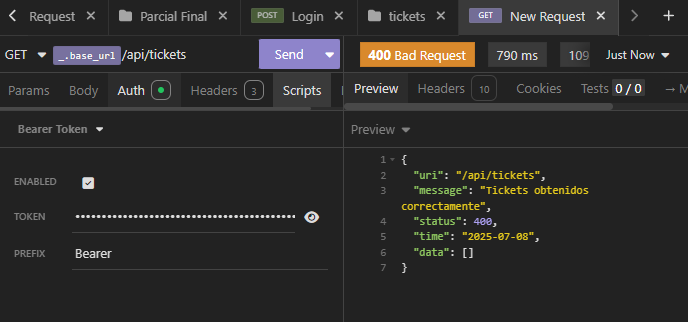 Request Parcial Final POST Login tickets GET New Request
GET _.base_url /api/tickets Send 400 Bad Request 790 ms 109 Just Now
Params Body Auth Headers 3 Scripts Preview Headers 10 Cookies Tests 0 / 0 → M
Bearer Token Preview
ENABLED
TOKEN ••••••••••••••••••••••••••••••••••••••
PREFIX Bearer
1 {
2 "uri": "/api/tickets",
3 "message": "Tickets obtenidos
correctamente",
4 "status": 400,
5 "time": "2025-07-08",
6 "data": []
7 }